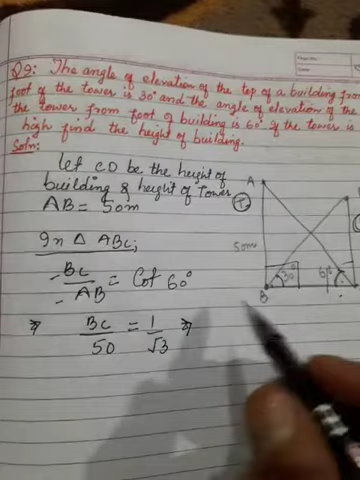 Page No.
Date
Q9: The angle of elevation of the top of a building from
foot of the tower is 30° and the angle of elevation of the
the tower from foot of building is 60° If the tower is
high find the height of building.
Soln:
let CD be the height of
building & height of Tower
AB = 50m
In △ ABC;
BC = Cot 60°
AB
⇒ BC = 1 ⇒
50 √3
A
T
50m
30°
B